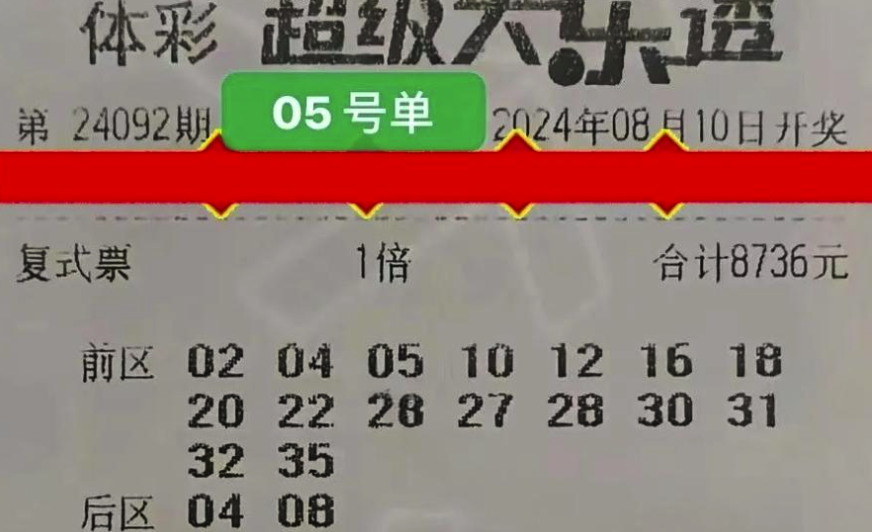 体彩 超级大乐透
第 24092期 05 号单 2024年08月10日开奖
复式票 1倍 合计8736元
前区 02 04 05 10 12 16 18
20 22 26 27 28 30 31
32 35
后区 04 08